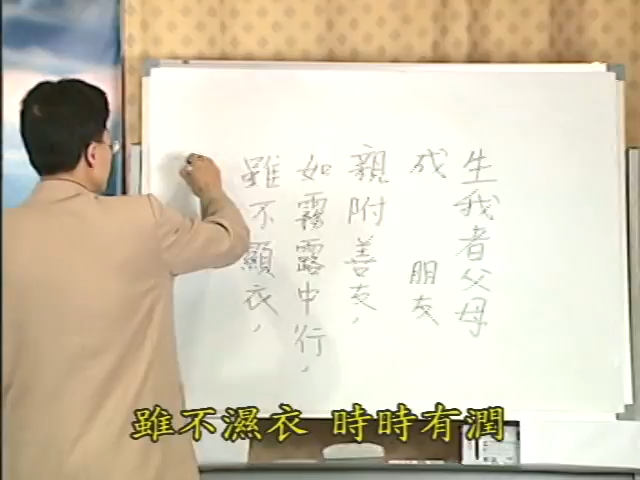 生我者父母
成 朋友
親附善友，
如霧露中行，
雖不顯衣，
雖不濕衣 時時有潤